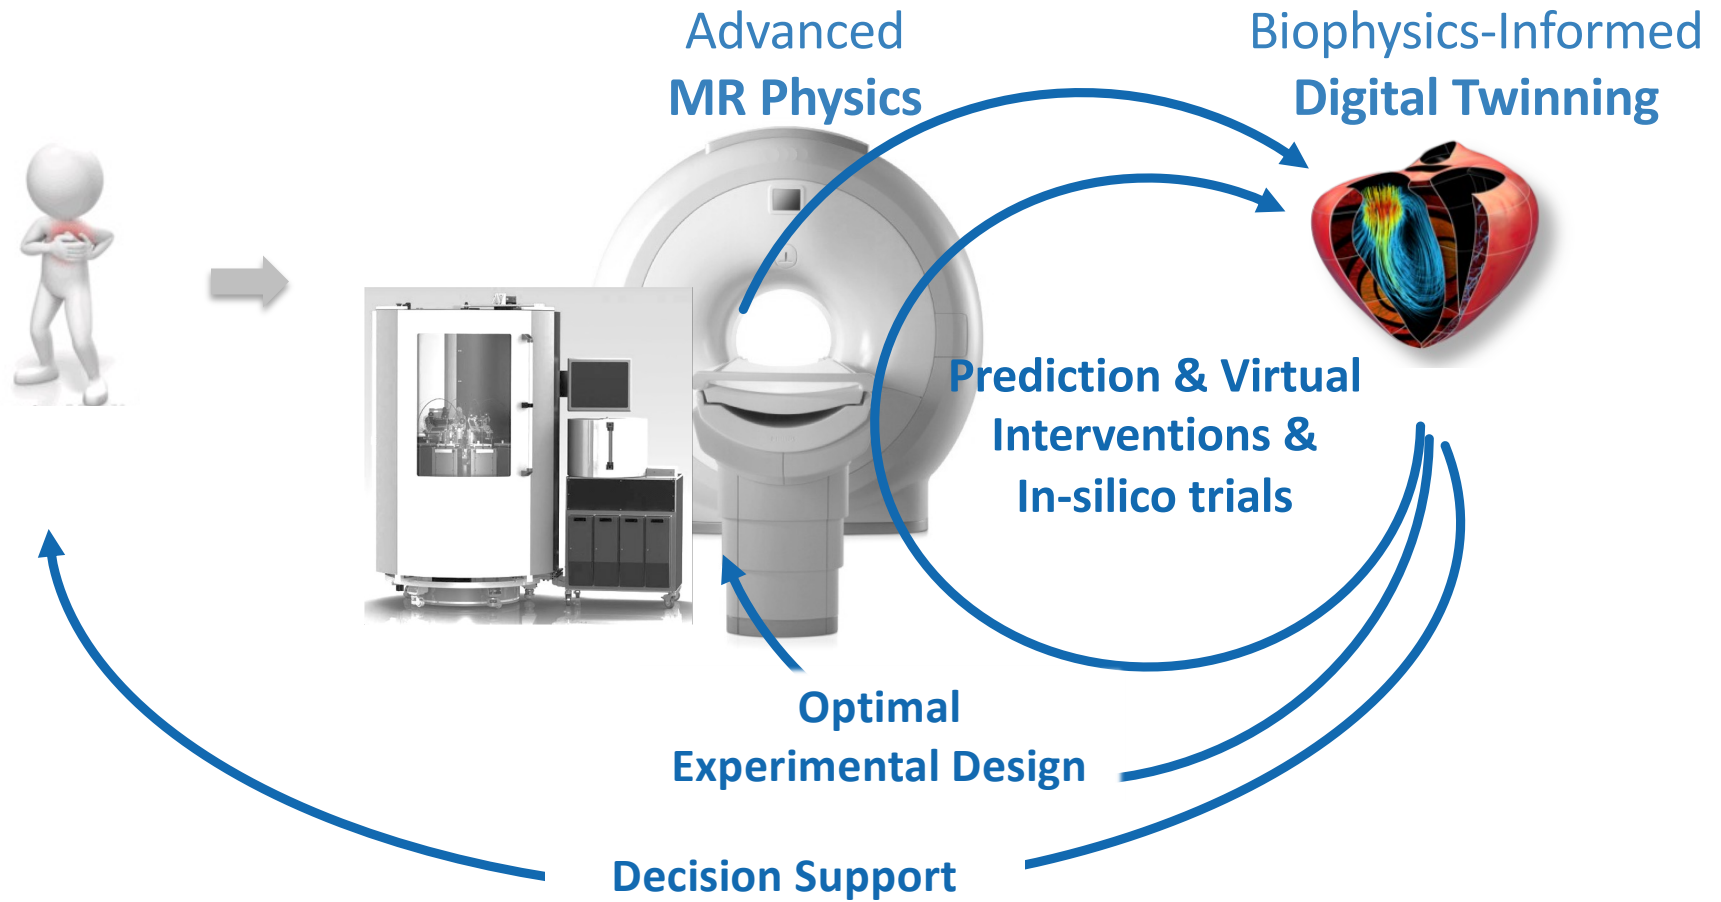 Advanced
MR Physics
Biophysics-Informed
Digital Twinning
Prediction & Virtual
Interventions &
In-silico trials
Optimal
Experimental Design
Decision Support